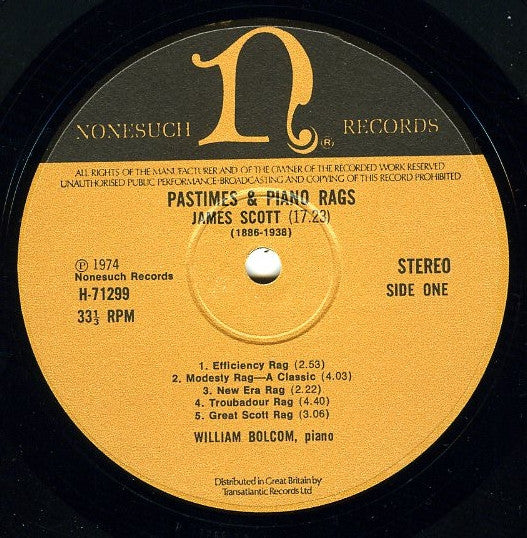 n
NONESUCH (R) RECORDS
ALL RIGHTS OF THE MANUFACTURER AND OF THE OWNER OF THE RECORDED WORK RESERVED
UNAUTHORISED PUBLIC PERFORMANCE·BROADCASTING AND COPYING OF THIS RECORD PROHIBITED
PASTIMES & PIANO RAGS
JAMES SCOTT (17.23)
(1886-1938)
Ⓟ 1974
Nonesuch Records
H-71299
33⅓ RPM
STEREO
SIDE ONE
1. Efficiency Rag (2.53)
2. Modesty Rag—A Classic (4.03)
3. New Era Rag (2.22)
4. Troubadour Rag (4.40)
5. Great Scott Rag (3.06)
WILLIAM BOLCOM, piano
Distributed in Great Britain by
Transatlantic Records Ltd